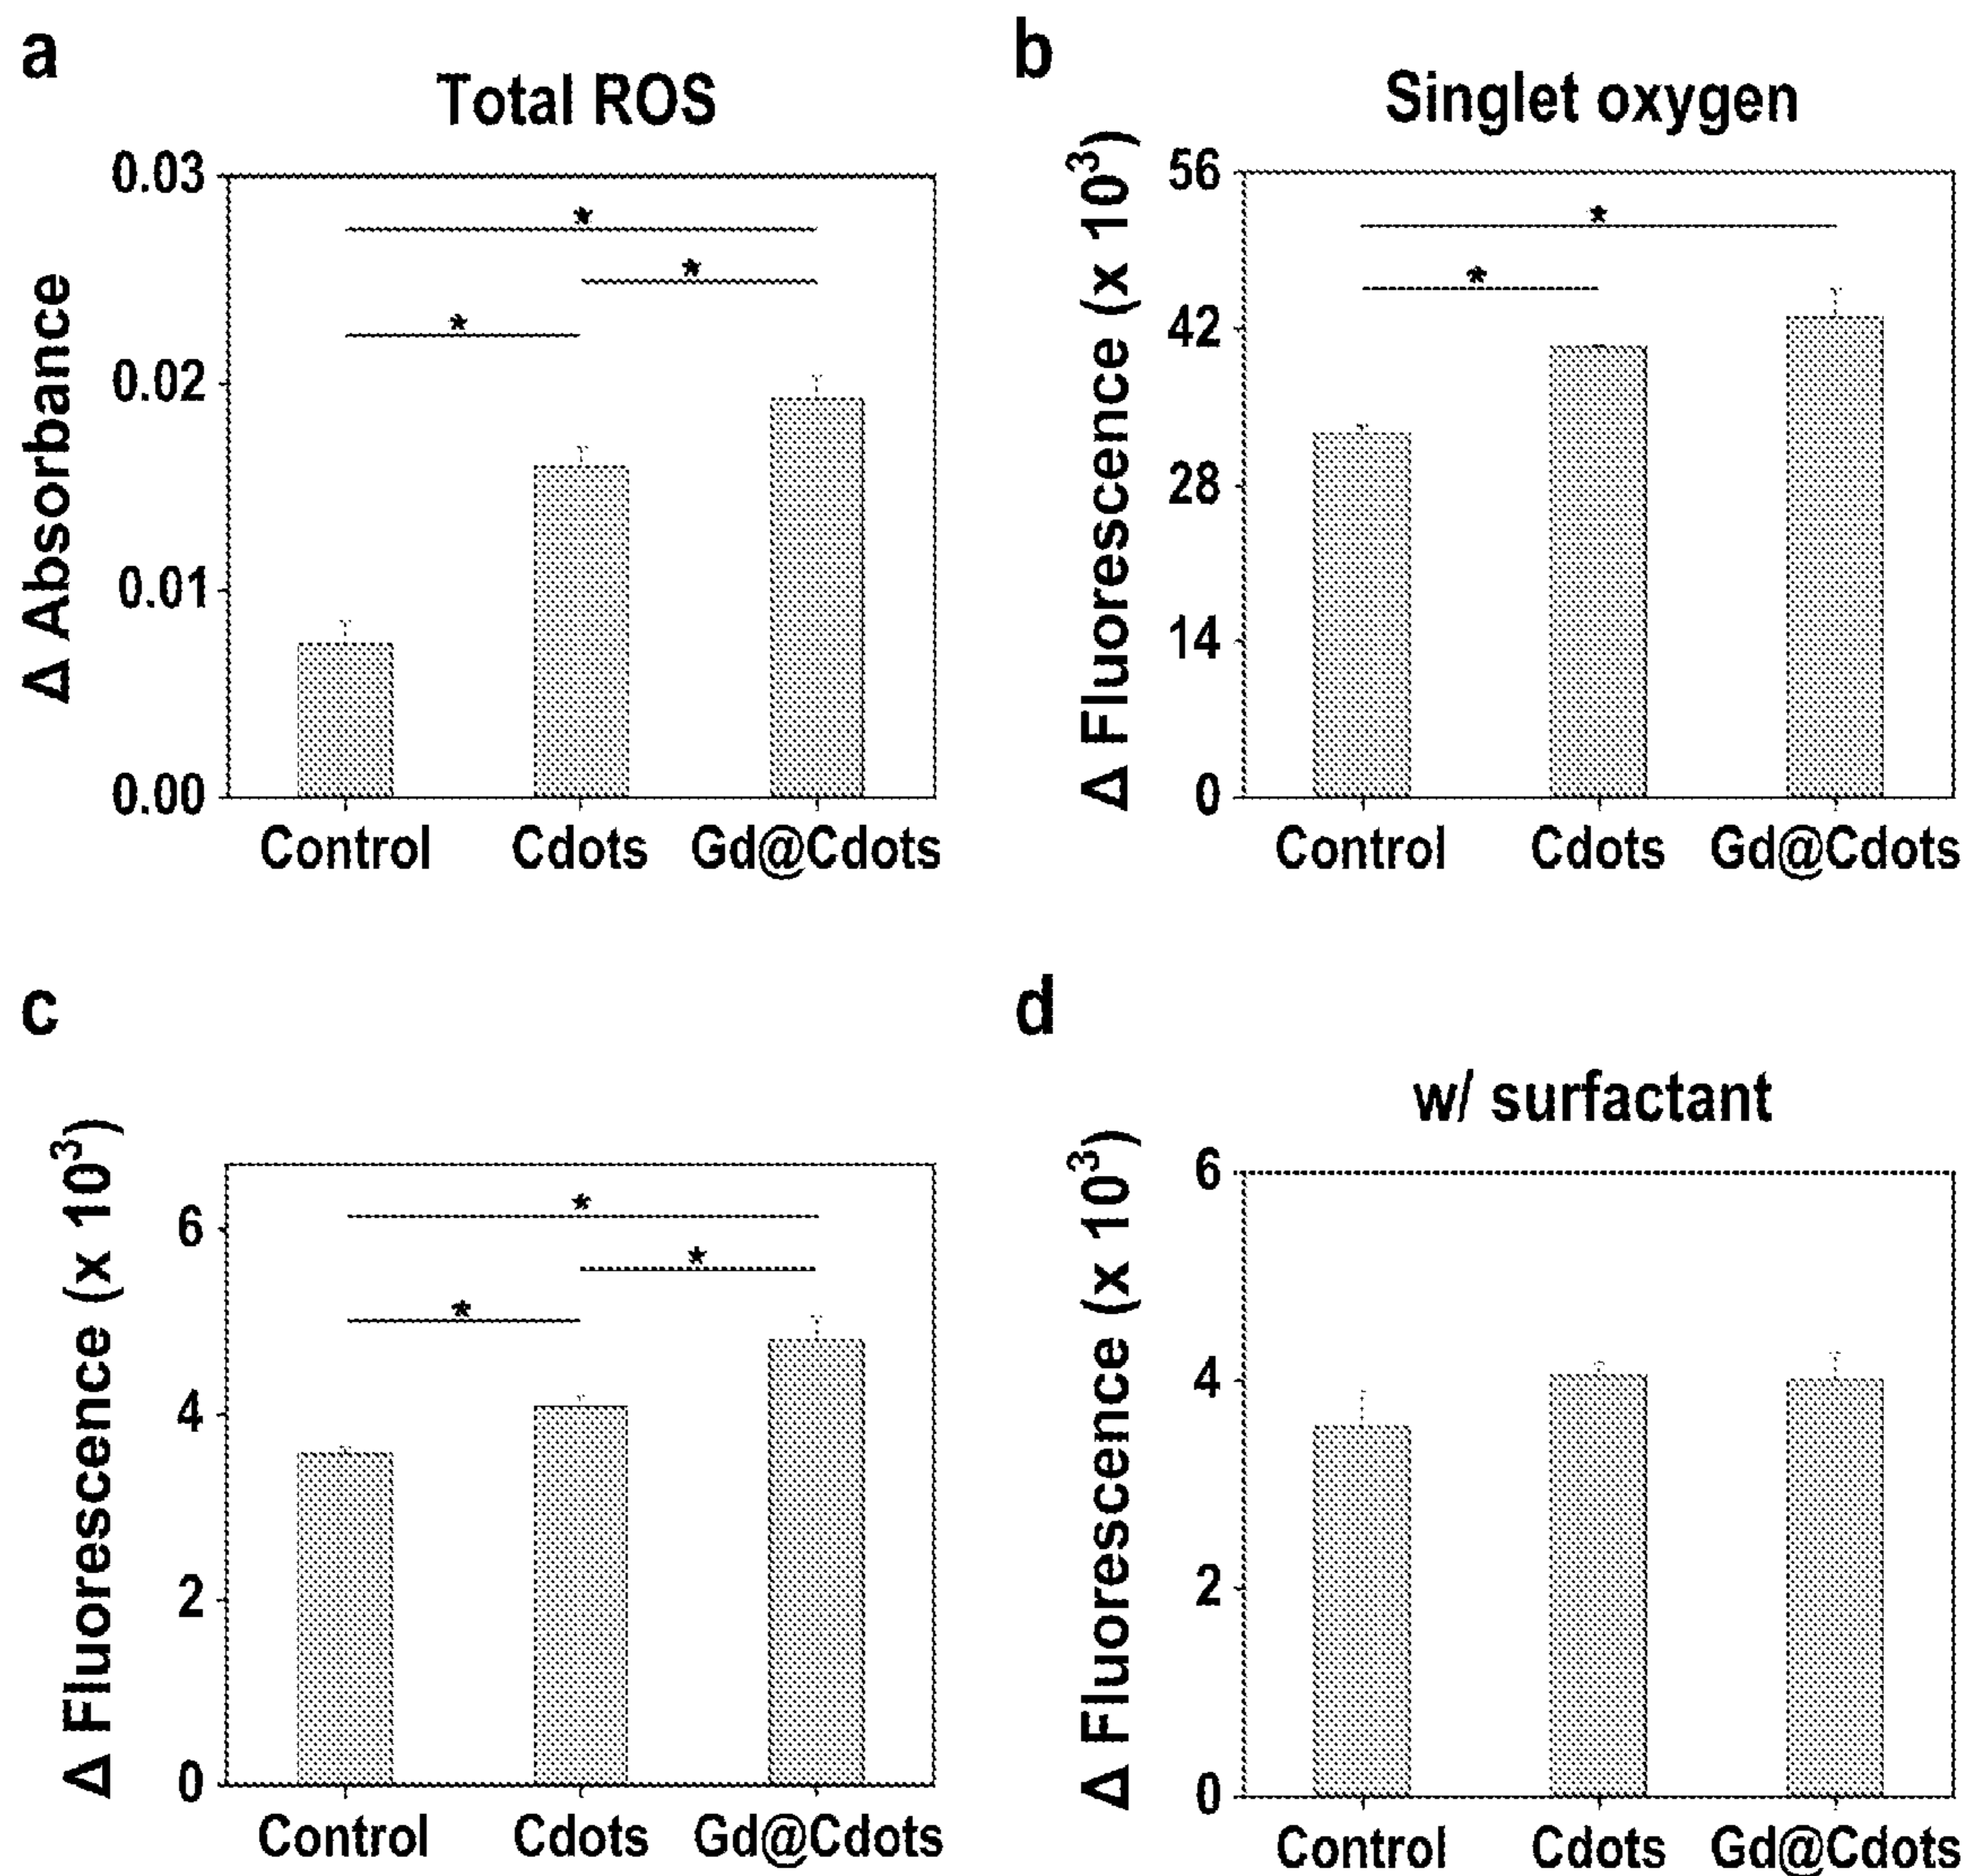 a
Total ROS
Δ Absorbance
0.03
0.02
0.01
0.00
*
*
*
Control Cdots Gd@Cdots
b
Singlet oxygen
Δ Fluorescence (x 10³)
56
42
28
14
0
*
*
Control Cdots Gd@Cdots
c
Δ Fluorescence (x 10³)
6
4
2
0
*
*
*
Control Cdots Gd@Cdots
d
w/ surfactant
Δ Fluorescence (x 10³)
6
4
2
0
Control Cdots Gd@Cdots